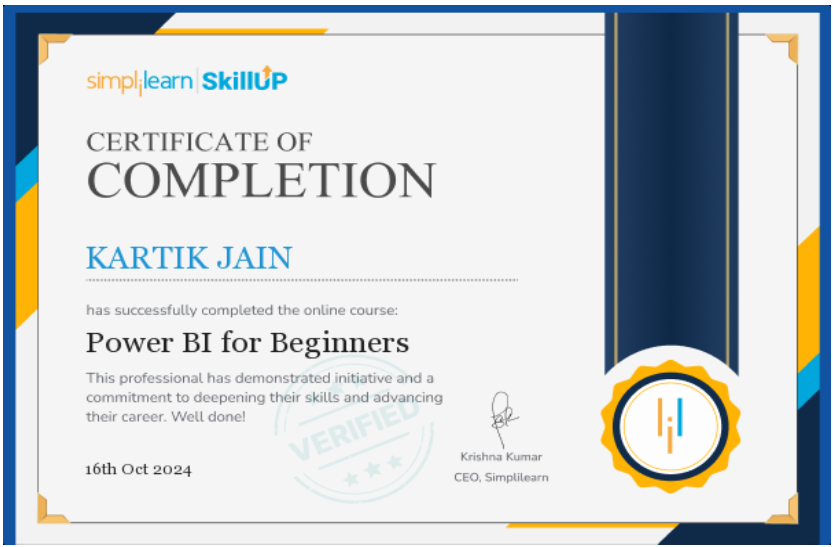 simplilearn | SkillUP
CERTIFICATE OF
COMPLETION
KARTIK JAIN
has successfully completed the online course:
Power BI for Beginners
This professional has demonstrated initiative and a
commitment to deepening their skills and advancing
their career. Well done!
VERIFIED
16th Oct 2024
Krishna Kumar
CEO, Simplilearn